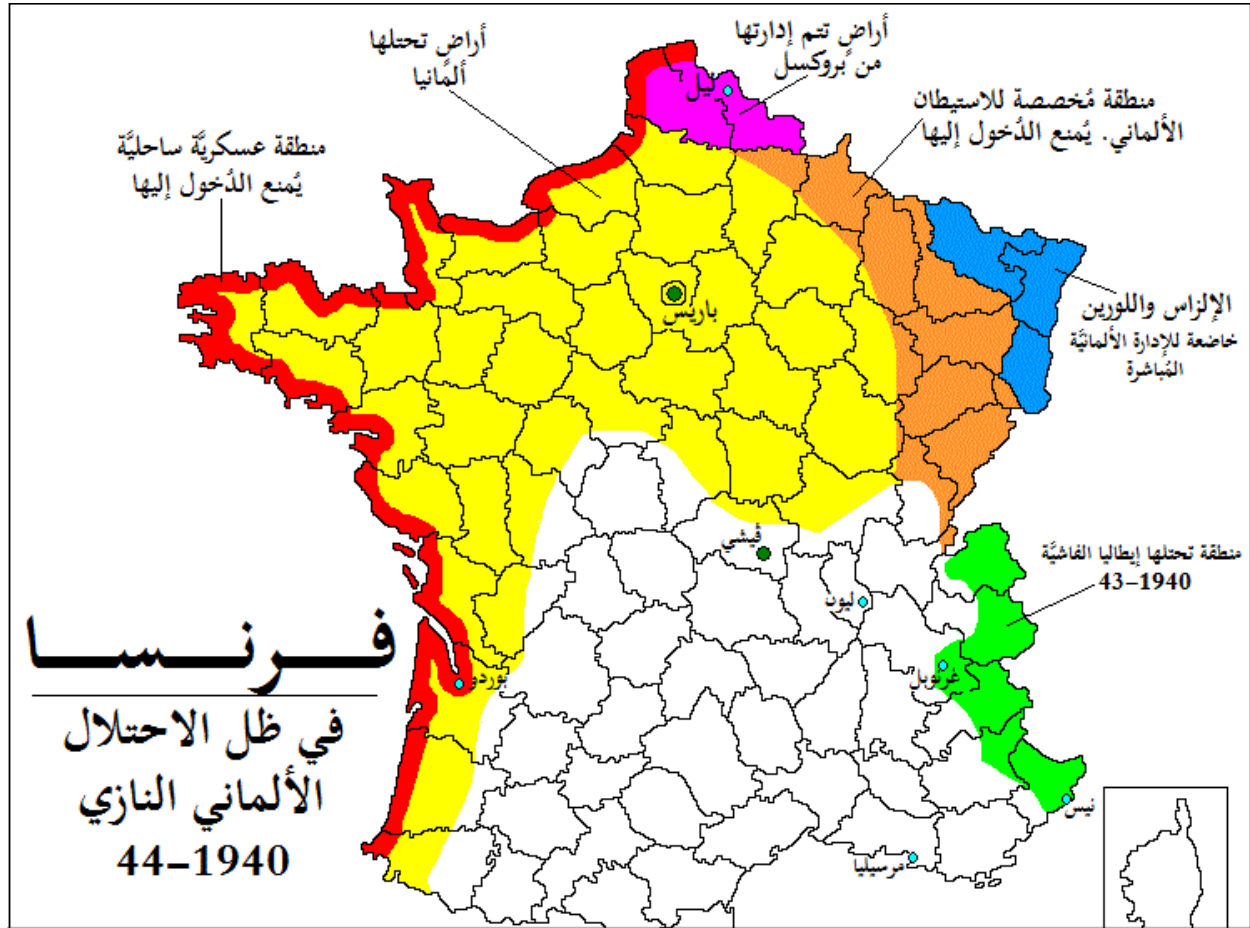 أراضٍ تحتلها
ألمانيا
أراضٍ تتم إدارتها
من بروكسل
منطقة مُخصصة للاستيطان
الألماني. يُمنع الدُخول إليها
منطقة عسكريَّة ساحليَّة
يُمنع الدُخول إليها
ليل
باريس
الإلزاس واللورين
خاضعة للإدارة الألمانيَّة
المُباشرة
ڤيشي
منطقة تحتلها إيطاليا الفاشيَّة
1940–43
ليون
غرنوبل
بوردو
نيس
مرسيليا
فــرنــســا
في ظل الاحتلال
الألماني النازي
1940–44